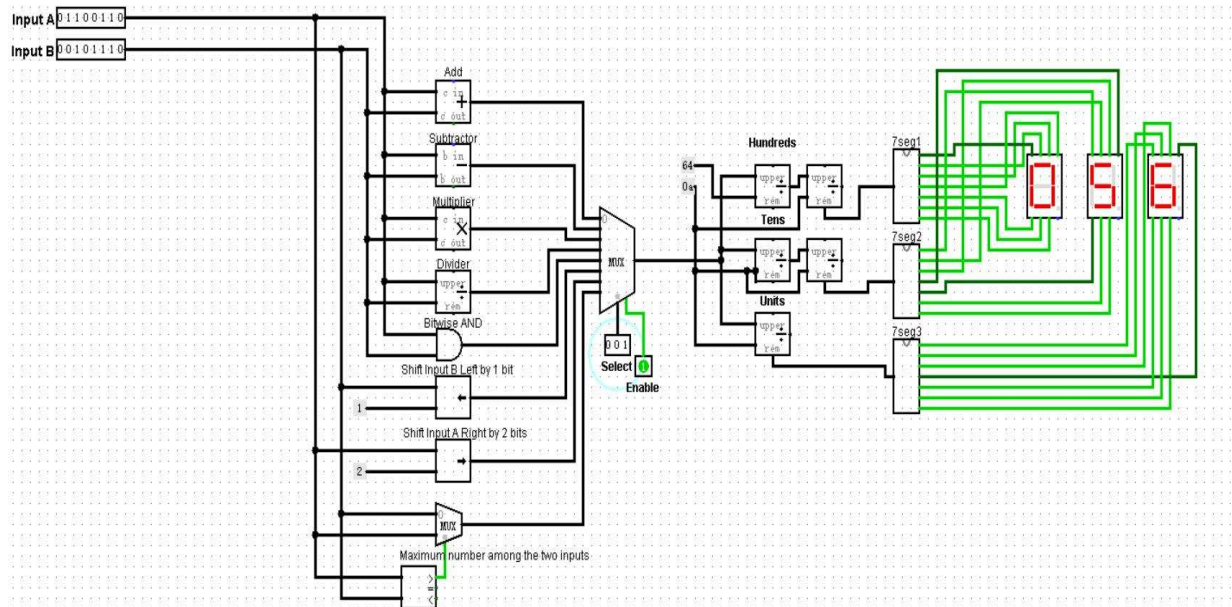 Input A 01100110
Input B 00101110
Add
c in
+
c out
Subtractor
b in
-
b out
Multiplier
c in
x
c out
Divider
upper
÷
rem
Bitwise AND
Shift Input B Left by 1 bit
←
1
Shift Input A Right by 2 bits
→
2
0
MUX
Maximum number among the two inputs
>
=
<
0
MUX
001
Select
1
Enable
Hundreds
64
0a
upper
÷
rem
upper
÷
rem
Tens
upper
÷
rem
upper
÷
rem
Units
upper
÷
rem
7seg1
7seg2
7seg3
0 5 6